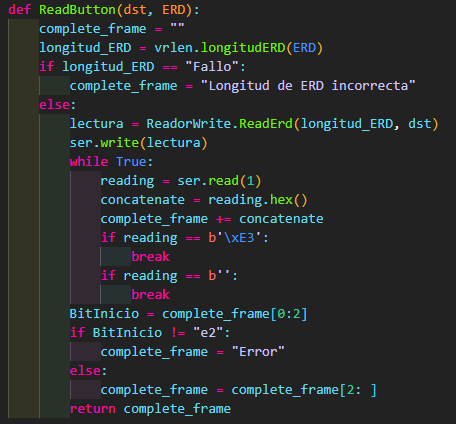 def ReadButton(dst, ERD):
    complete_frame = ""
    longitud_ERD = vrlen.longitudERD(ERD)
    if longitud_ERD == "Fallo":
        complete_frame = "Longitud de ERD incorrecta"
    else:
        lectura = ReadorWrite.ReadErd(longitud_ERD, dst)
        ser.write(lectura)
        while True:
            reading = ser.read(1)
            concatenate = reading.hex()
            complete_frame += concatenate
            if reading == b'\xE3':
                break
            if reading == b'':
                break
        BitInicio = complete_frame[0:2]
        if BitInicio != "e2":
            complete_frame = "Error"
        else:
            complete_frame = complete_frame[2: ]
        return complete_frame